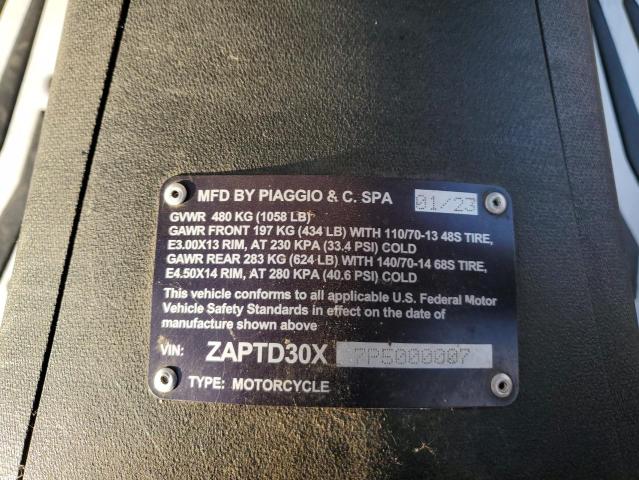 MFD BY PIAGGIO & C. SPA 01/23
GVWR 480 KG (1058 LB)
GAWR FRONT 197 KG (434 LB) WITH 110/70-13 48S TIRE,
E3.00X13 RIM, AT 230 KPA (33.4 PSI) COLD
GAWR REAR 283 KG (624 LB) WITH 140/70-14 68S TIRE,
E4.50X14 RIM, AT 280 KPA (40.6 PSI) COLD
This vehicle conforms to all applicable U.S. Federal Motor
Vehicle Safety Standards in effect on the date of
manufacture shown above
VIN: ZAPTD30X 7P5000007
TYPE: MOTORCYCLE